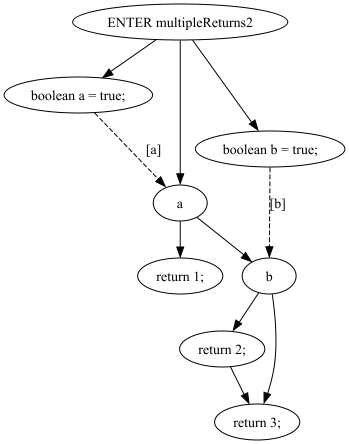 ENTER multipleReturns2
boolean a = true;
[a]
boolean b = true;
a
[b]
return 1;
b
return 2;
return 3;